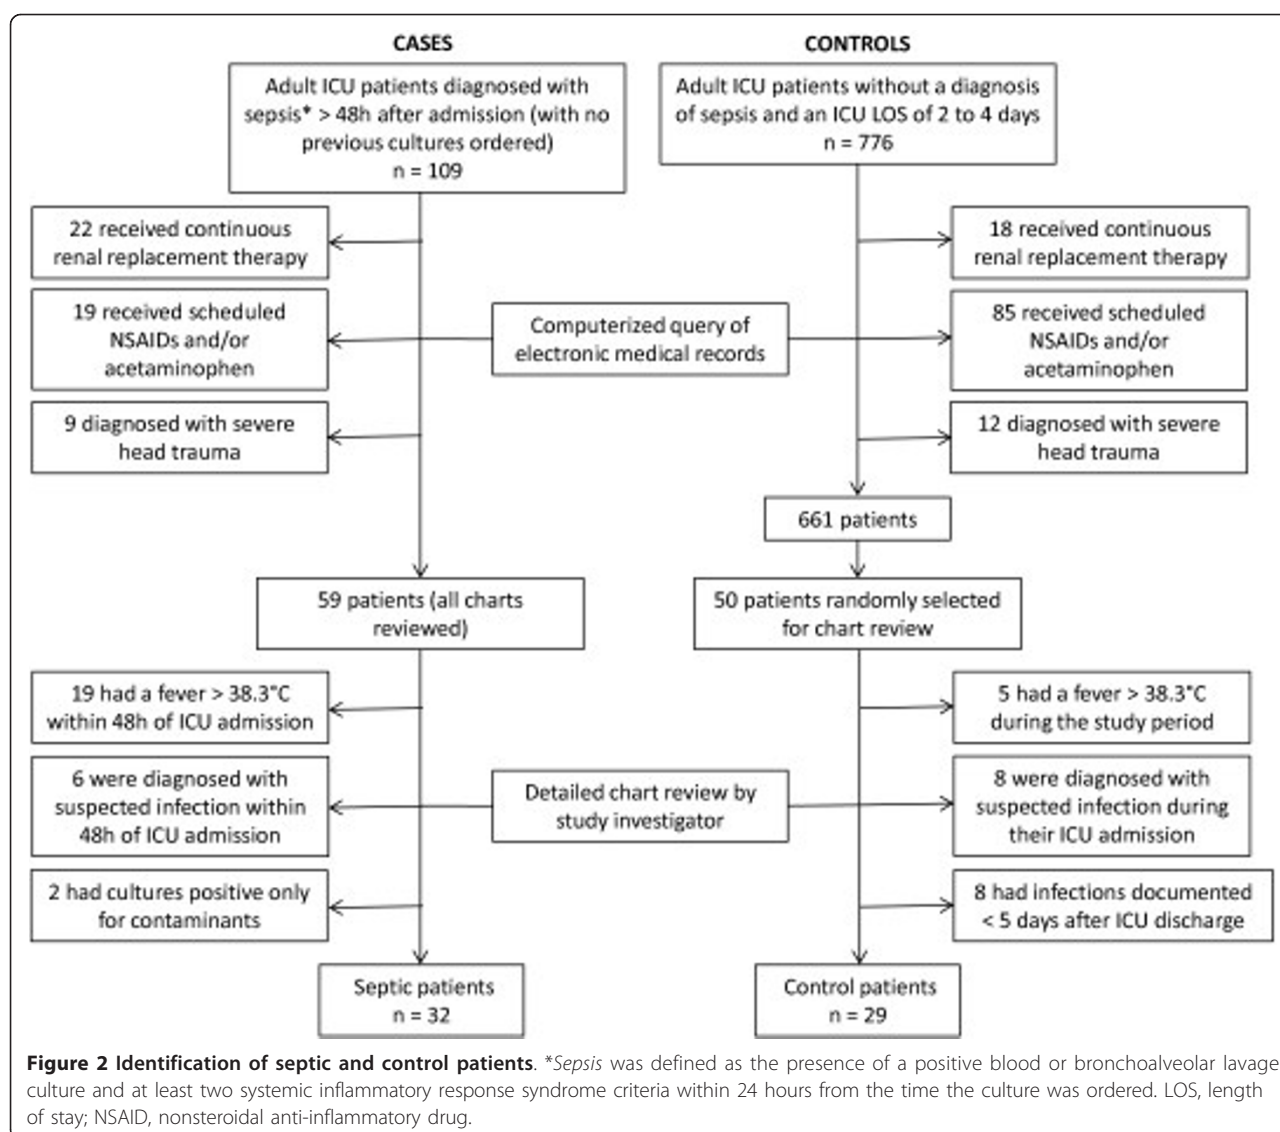 CASES
CONTROLS
Adult ICU patients diagnosed with
sepsis* > 48h after admission (with no
previous cultures ordered)
n = 109
Adult ICU patients without a diagnosis
of sepsis and an ICU LOS of 2 to 4 days
n = 776
22 received continuous
renal replacement therapy
18 received continuous
renal replacement therapy
19 received scheduled
NSAIDs and/or
acetaminophen
Computerized query of
electronic medical records
85 received scheduled
NSAIDs and/or
acetaminophen
9 diagnosed with severe
head trauma
12 diagnosed with severe
head trauma
661 patients
59 patients (all charts
reviewed)
50 patients randomly selected
for chart review
19 had a fever > 38.3°C
within 48h of ICU admission
5 had a fever > 38.3°C
during the study period
6 were diagnosed with
suspected infection within
48h of ICU admission
Detailed chart review by
study investigator
8 were diagnosed with
suspected infection during
their ICU admission
2 had cultures positive only
for contaminants
8 had infections documented
< 5 days after ICU discharge
Septic patients
n = 32
Control patients
n = 29
Figure 2 Identification of septic and control patients. *Sepsis was defined as the presence of a positive blood or bronchoalveolar lavage
culture and at least two systemic inflammatory response syndrome criteria within 24 hours from the time the culture was ordered. LOS, length
of stay; NSAID, nonsteroidal anti-inflammatory drug.